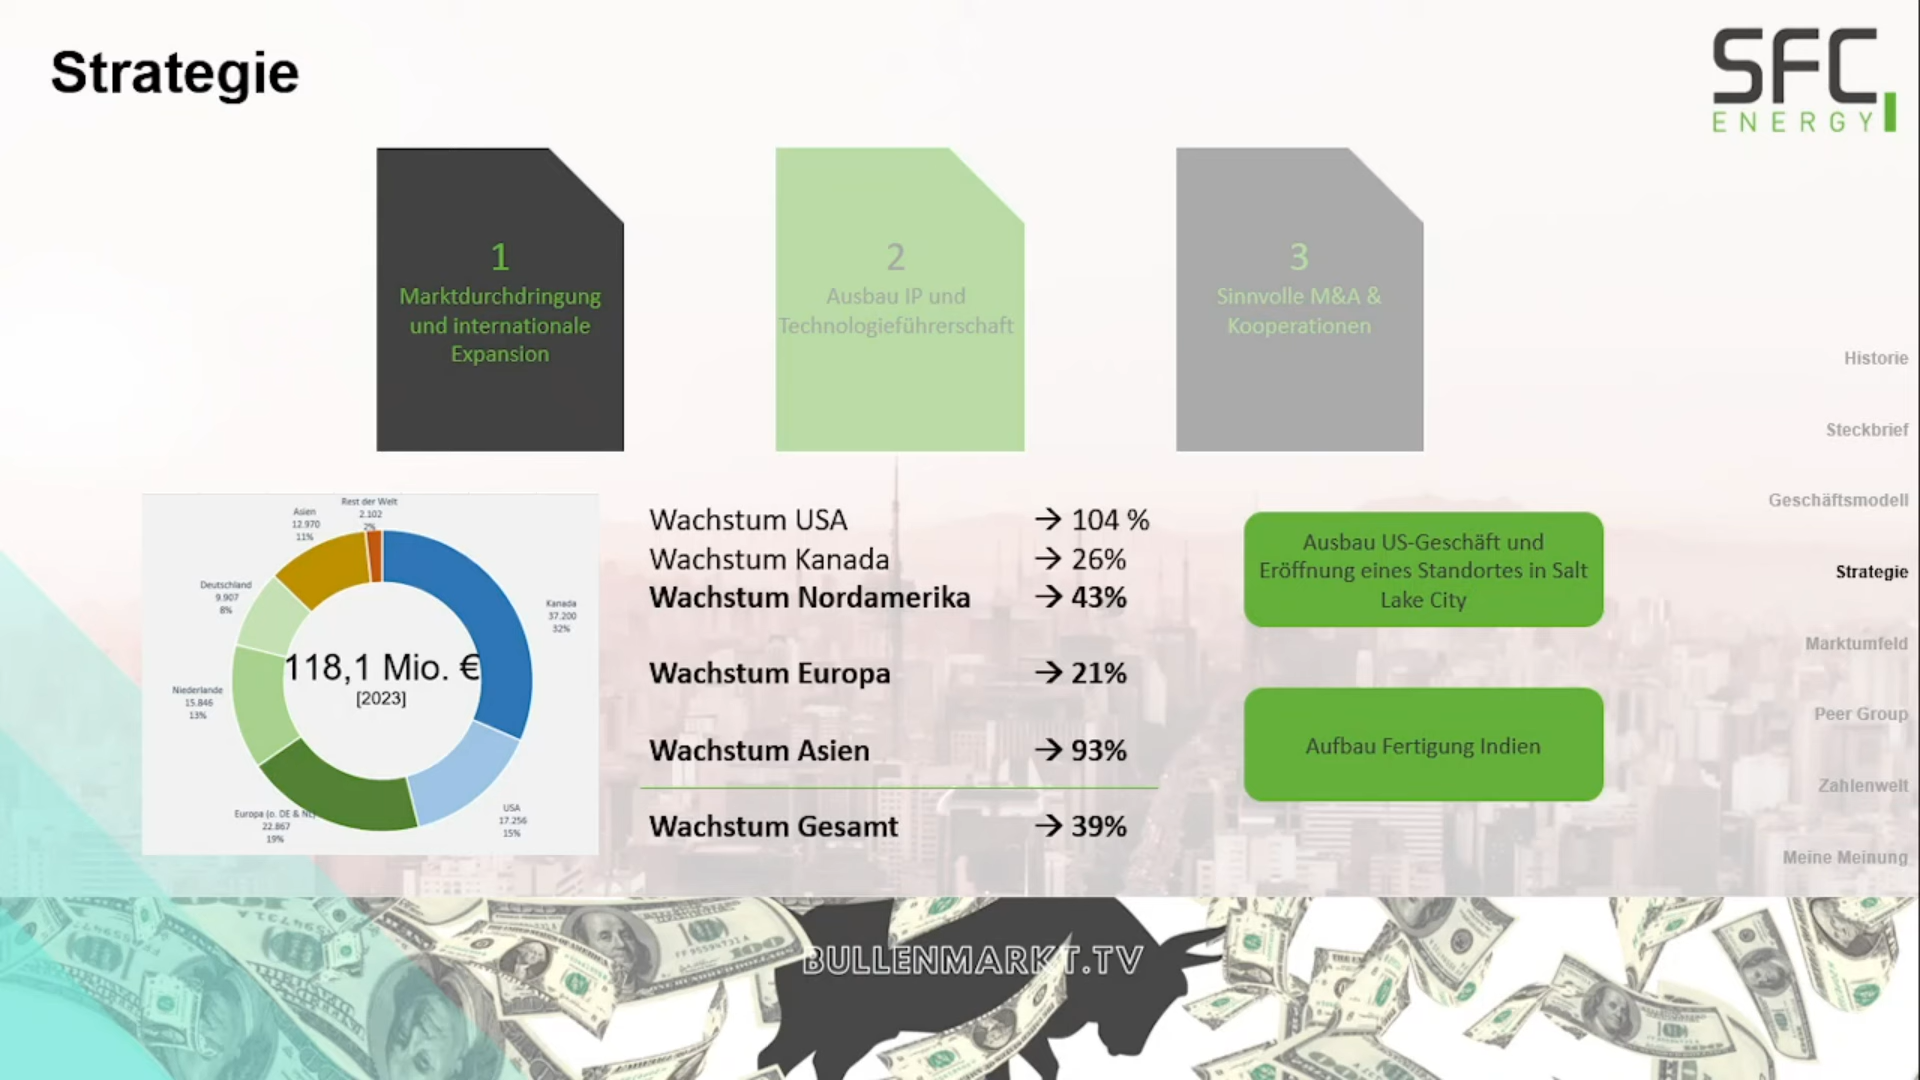 Strategie
SFC
ENERGY
1
Marktdurchdringung
und internationale
Expansion
2
Ausbau IP und
Technologieführerschaft
3
Sinnvolle M&A &
Kooperationen
Historie
Steckbrief
Geschäftsmodell
Strategie
Marktumfeld
Peer Group
Zahlenwelt
Meine Meinung
Rest der Welt
2.102
2%
Asien
12.970
11%
Deutschland
9.907
8%
Kanada
37.200
32%
118,1 Mio. €
[2023]
Niederlande
15.846
13%
Europa (o. DE & NL)
22.867
19%
USA
17.256
15%
Wachstum USA → 104 %
Wachstum Kanada → 26%
Wachstum Nordamerika → 43%
Wachstum Europa → 21%
Wachstum Asien → 93%
Wachstum Gesamt → 39%
Ausbau US-Geschäft und
Eröffnung eines Standortes in Salt
Lake City
Aufbau Fertigung Indien
BULLENMARKT.TV